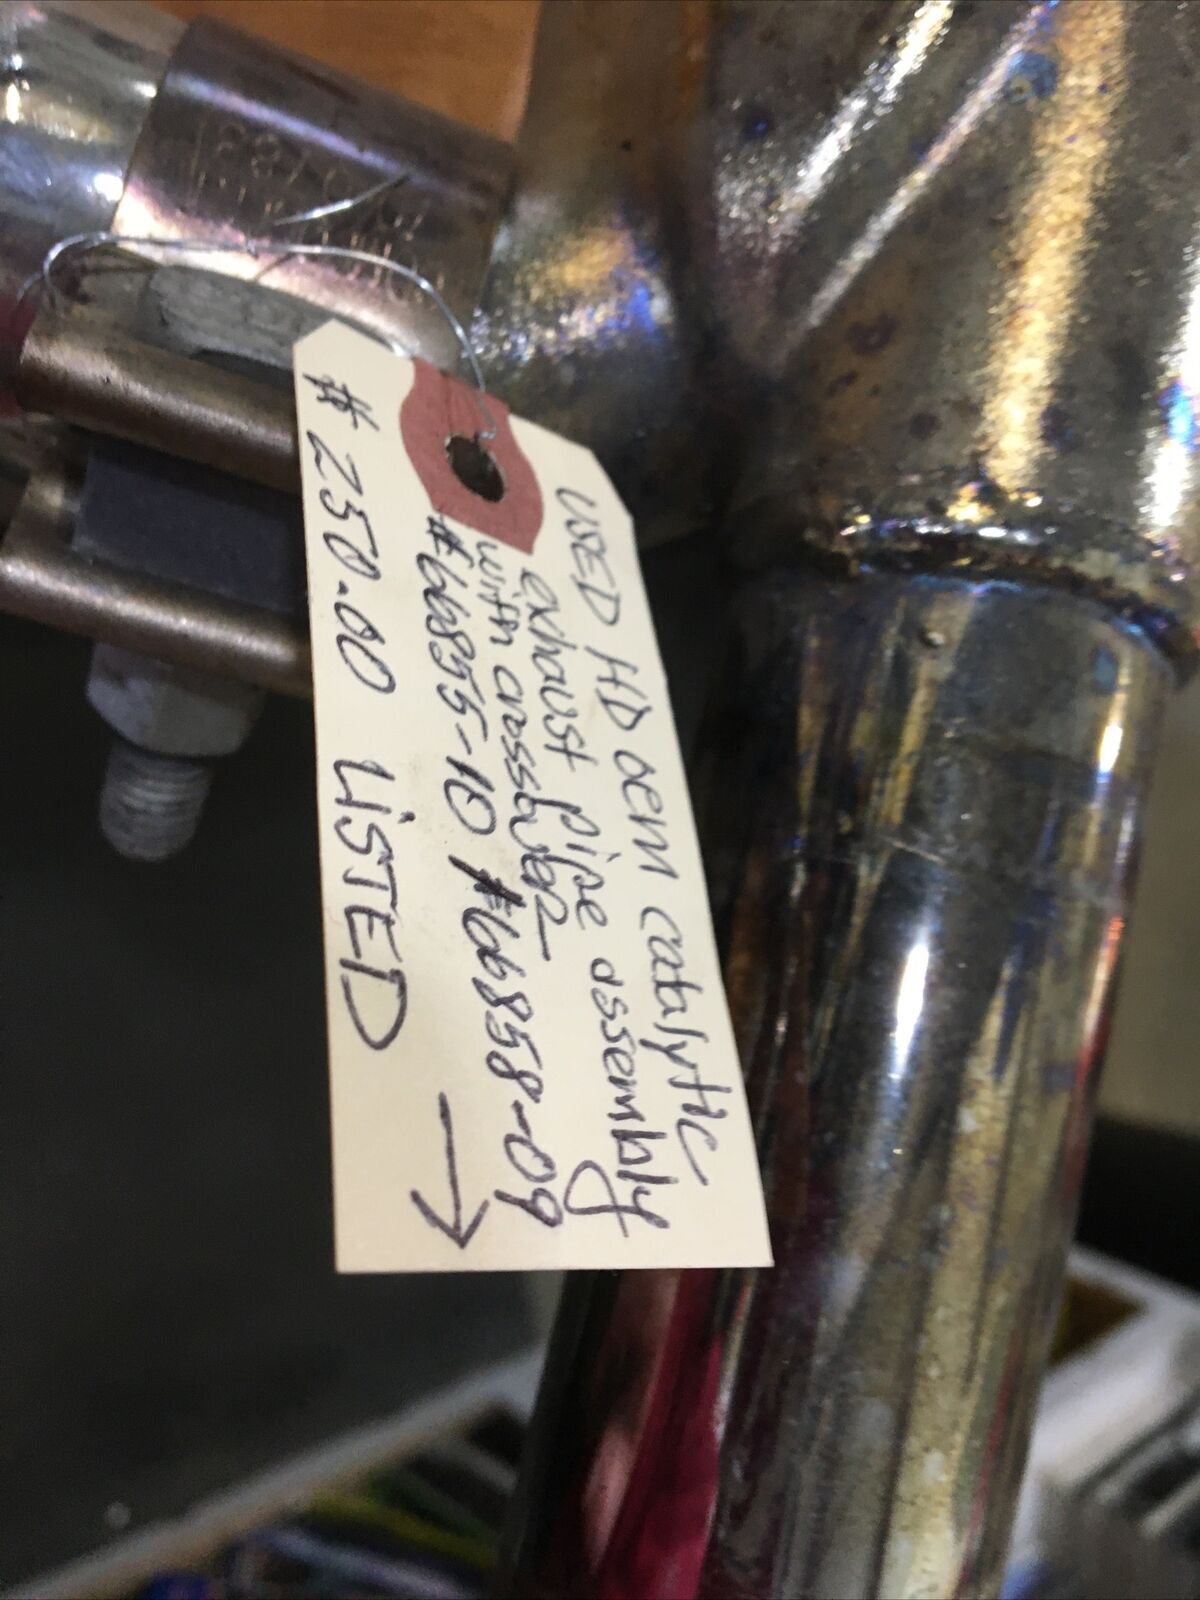 USED HD oem catalytic
exhaust pipe assembly
with crossover
#66855-10 #66858-09
→
$250.00 LISTED